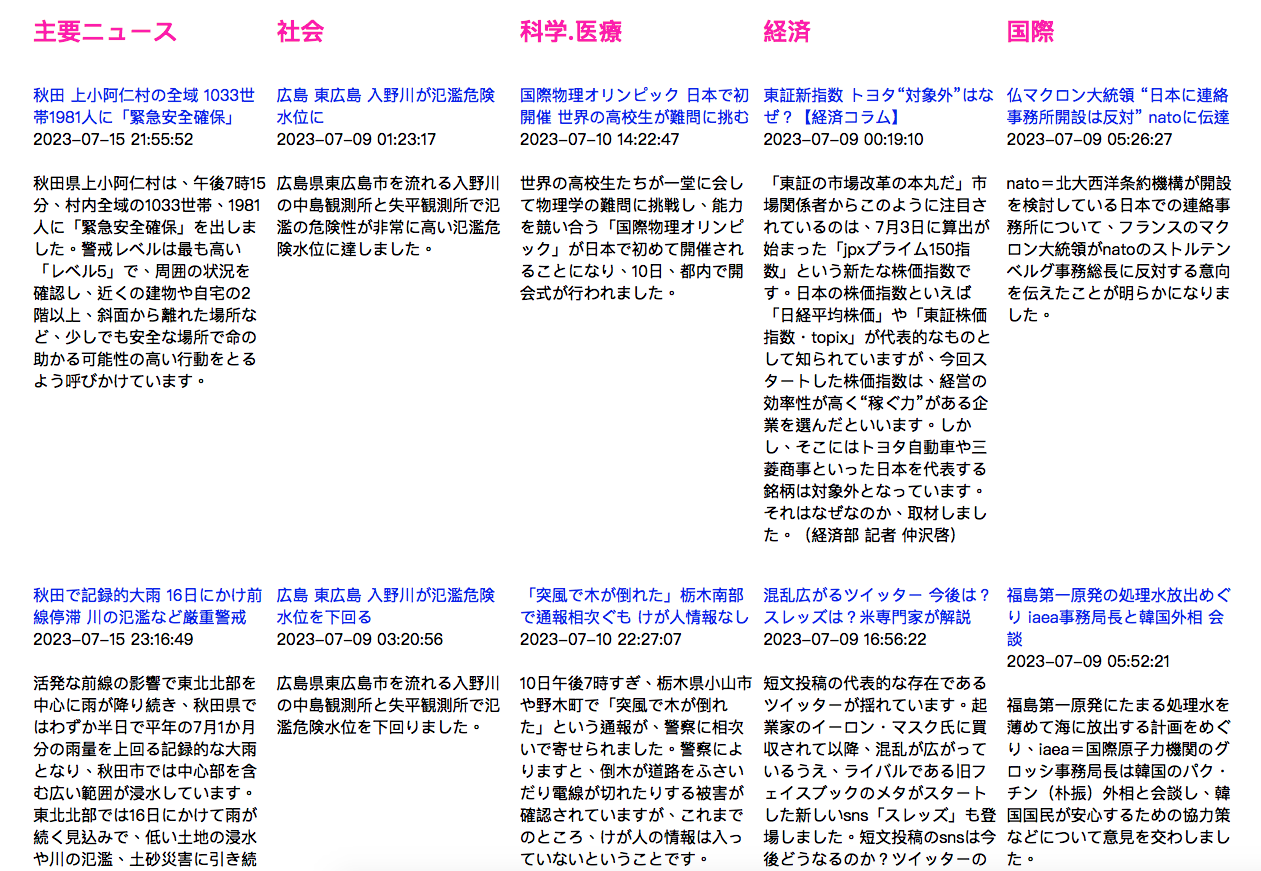 主要ニュース
秋田 上小阿仁村の全域 1033世
帯1981人に「緊急安全確保」
2023-07-15 21:55:52
秋田県上小阿仁村は、午後7時15
分、村内全域の1033世帯、1981
人に「緊急安全確保」を出しま
した。警戒レベルは最も高い
「レベル5」で、周囲の状況を
確認し、近くの建物や自宅の2
階以上、斜面から離れた場所な
ど、少しでも安全な場所で命の
助かる可能性の高い行動をとる
よう呼びかけています。
秋田で記録的大雨 16日にかけ前
線停滞 川の氾濫など厳重警戒
2023-07-15 23:16:49
活発な前線の影響で東北北部を
中心に雨が降り続き、秋田県で
はわずか半日で平年の7月1か月
分の雨量を上回る記録的な大雨
となり、秋田市では中心部を含
む広い範囲が浸水しています。
東北北部では16日にかけて雨が
続く見込みで、低い土地の浸水
や川の氾濫、土砂災害に引き続
社会
広島 東広島 入野川が氾濫危険
水位に
2023-07-09 01:23:17
広島県東広島市を流れる入野川
の中島観測所と失平観測所で氾
濫の危険性が非常に高い氾濫危
険水位に達しました。
広島 東広島 入野川が氾濫危険
水位を下回る
2023-07-09 03:20:56
広島県東広島市を流れる入野川
の中島観測所と失平観測所で氾
濫危険水位を下回りました。
科学.医療
国際物理オリンピック 日本で初
開催 世界の高校生が難問に挑む
2023-07-10 14:22:47
世界の高校生たちが一堂に会し
て物理学の難問に挑戦し、能力
を競い合う「国際物理オリンピ
ック」が日本で初めて開催され
ることになり、10日、都内で開
会式が行われました。
「突風で木が倒れた」栃木南部
で通報相次ぐも けが人情報なし
2023-07-10 22:27:07
10日午後7時すぎ、栃木県小山市
や野木町で「突風で木が倒れ
た」という通報が、警察に相次
いで寄せられました。警察によ
りますと、倒木が道路をふさい
だり電線が切れたりする被害が
確認されていますが、これまで
のところ、けが人の情報は入っ
ていないということです。
経済
東証新指数 トヨタ“対象外”はな
ぜ？【経済コラム】
2023-07-09 00:19:10
「東証の市場改革の本丸だ」市
場関係者からこのように注目さ
れているのは、7月3日に算出が
始まった「jpxプライム150指
数」という新たな株価指数で
す。日本の株価指数といえば
「日経平均株価」や「東証株価
指数・topix」が代表的なものと
して知られていますが、今回ス
タートした株価指数は、経営の
効率性が高く“稼ぐ力”がある企
業を選んだといいます。しか
し、そこにはトヨタ自動車や三
菱商事といった日本を代表する
銘柄は対象外となっています。
それはなぜなのか、取材しまし
た。（経済部 記者 仲沢啓）
混乱広がるツイッター 今後は？
スレッズは？米専門家が解説
2023-07-09 16:56:22
短文投稿の代表的な存在である
ツイッターが揺れています。起
業家のイーロン・マスク氏に買
収されて以降、混乱が広がって
いるうえ、ライバルである旧フ
ェイスブックのメタがスタート
した新しいsns「スレッズ」も登
場しました。短文投稿のsnsは今
後どうなるのか？ツイッターの
国際
仏マクロン大統領 “日本に連絡
事務所開設は反対” natoに伝達
2023-07-09 05:26:27
nato＝北大西洋条約機構が開設
を検討している日本での連絡事
務所について、フランスのマク
ロン大統領がnatoのストルテン
ベルグ事務総長に反対する意向
を伝えたことが明らかになりま
した。
福島第一原発の処理水放出めぐ
り iaea事務局長と韓国外相 会
談
2023-07-09 05:52:21
福島第一原発にたまる処理水を
薄めて海に放出する計画をめぐ
り、iaea＝国際原子力機関のグ
ロッシ事務局長は韓国のパク・
チン（朴振）外相と会談し、韓
国国民が安心するための協力策
などについて意見を交わしまし
た。